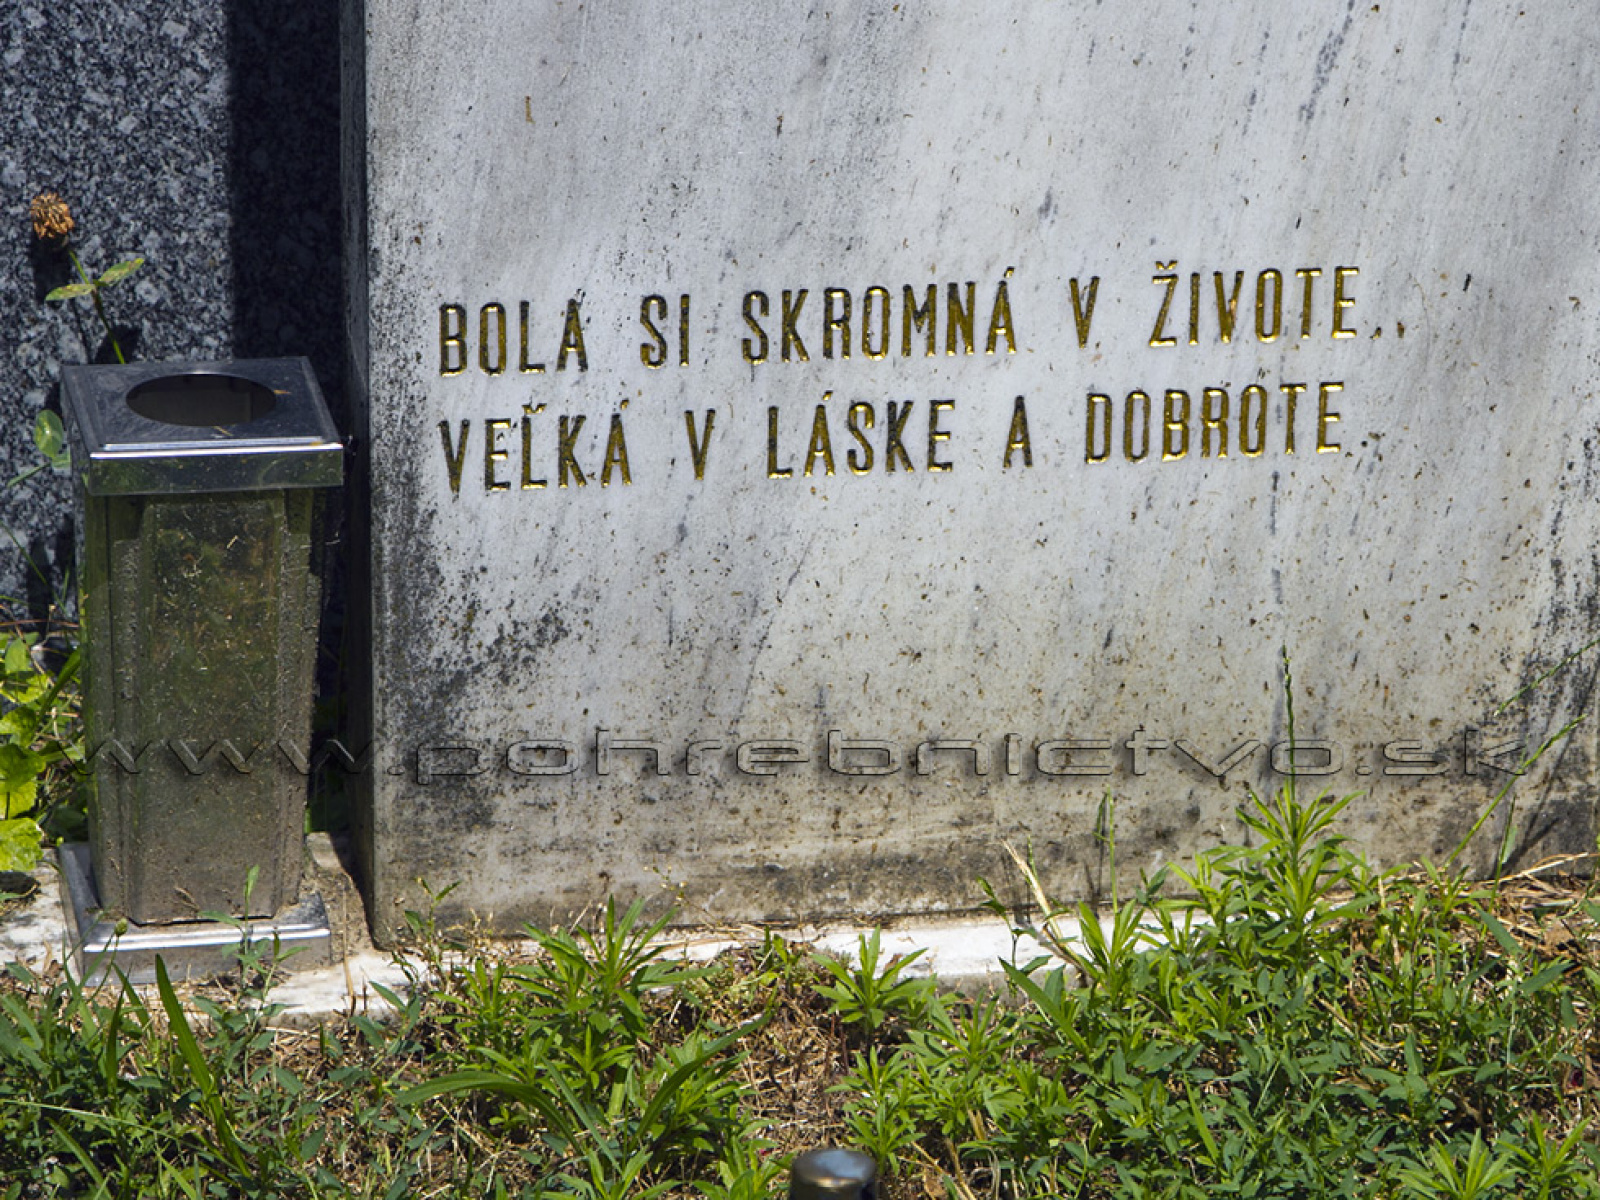 BOLA SI SKROMNÁ V ŽIVOTE..
VEĽKÁ V LÁSKE A DOBROTE.
www.pohrebnictvo.sk